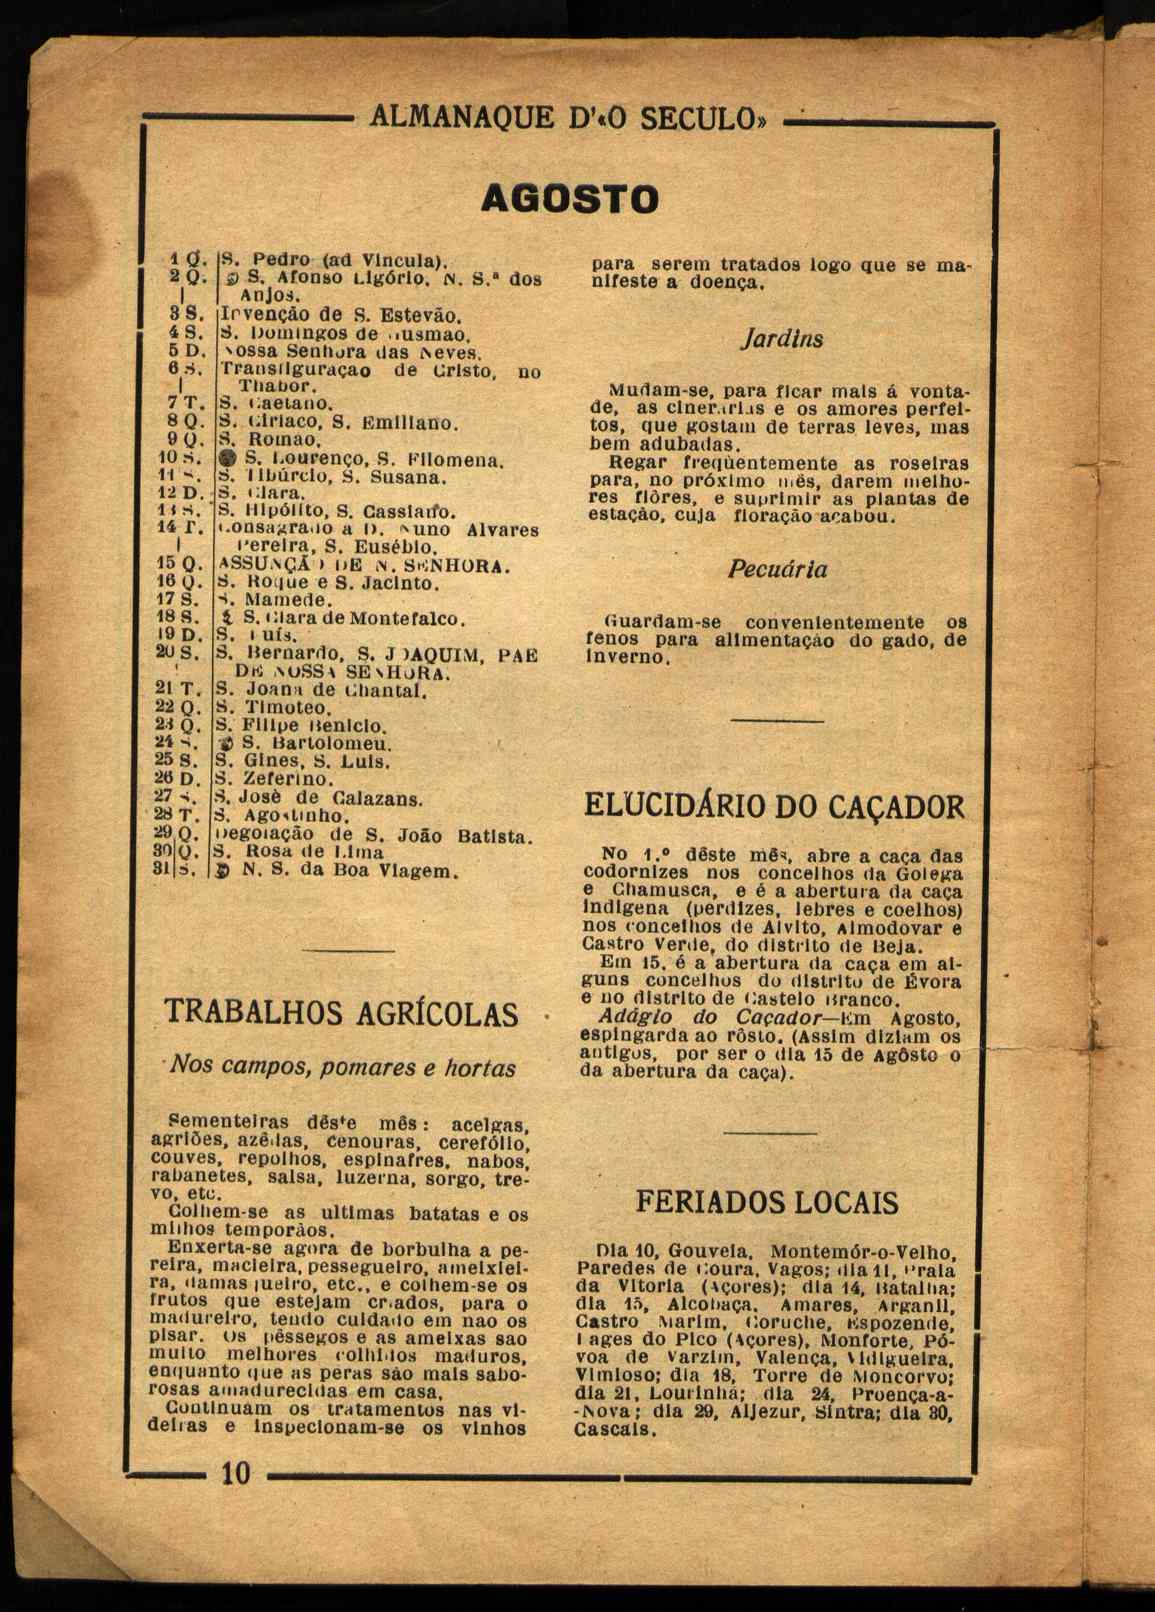 ALMANAQUE D'«O SECULO»
AGOSTO
1 Q. S. Pedro (ad Vincula).
2 Q. S. Afonso Ligório, N. S.ª dos
Anjos.
3 S. Invenção de S. Estevão.
4 S. S. Domingos de Gusmão.
5 D. Nossa Senhora das Neves.
6 S. Transfiguração de Cristo, no
Thabor.
7 T. S. Caetano.
8 Q. S. Ciriaco, S. Emiliano.
9 Q. S. Romão.
10 S. S. Lourenço, S. Filomena.
11 S. S. Tibúrcio, S. Susana.
12 D. S. Clara.
13 S. S. Hipólito, S. Cassiano.
14 T. Consagrado a D. Nuno Alvares
Pereira, S. Eusébio.
15 Q. ASSUNÇÃO DE N. SENHORA.
16 Q. S. Roque e S. Jacinto.
17 S. S. Mamede.
18 S. S. Clara de Montefalco.
19 D. S. Luís.
20 S. S. Bernardo, S. JOAQUIM, PAE
DE NOSSA SENHORA.
21 T. S. Joana de Chantal.
22 Q. S. Timoteo.
23 Q. S. Filipe Benicio.
24 S. S. Bartolomeu.
25 S. S. Gines, S. Luis.
26 D. S. Zeferino.
27 S. S. Josè de Calazans.
28 T. S. Agostinho.
29 Q. Degolação de S. João Batista.
30 Q. S. Rosa de Lima
31 S. N. S. da Boa Viagem.
TRABALHOS AGRÍCOLAS
Nos campos, pomares e hortas
Sementeiras dêste mês: acelgas,
agriões, azêdas, cenouras, cerefólio,
couves, repolhos, espinafres, nabos,
rabanetes, salsa, luzerna, sorgo, tre-
vo, etc.
Colhem-se as ultimas batatas e os
milhos temporãos.
Enxerta-se agora de borbulha a pe-
reira, macieira, pessegueiro, ameixiei-
ra, damasqueiro, etc., e colhem-se os
frutos que estejam criados, para o
madureiro, tendo cuidado em não os
pisar. Os pêssegos e as ameixas são
muito melhores colhidos maduros,
enquanto que as peras são mais sabo-
rosas amadurecidas em casa.
Continuam os tratamentos nas vi-
deiras e inspecionam-se os vinhos
para serem tratados logo que se ma-
nifeste a doença.
Jardins
Mudam-se, para ficar mais á vonta-
de, as cinerarias e os amores perfei-
tos, que gostam de terras leves, mas
bem adubadas.
Regar freqüentemente as roseiras
para, no próximo mês, darem melho-
res flôres, e suprimir as plantas de
estação, cuja floração acabou.
Pecuária
Guardam-se convenientemente os
fenos para alimentação do gado, de
inverno.
ELUCIDÁRIO DO CAÇADOR
No 1.º dêste mês, abre a caça das
codornizes nos concelhos da Golega
e Chamusca, e é a abertura da caça
indigena (perdizes, lebres e coelhos)
nos concelhos de Alvito, Almodovar e
Castro Verde, do distrito de Beja.
Em 15, é a abertura da caça em al-
guns concelhos do distrito de Évora
e no distrito de Castelo Branco.
Adágio do Caçador—Em Agosto,
espingarda ao rôsto. (Assim diziam os
antigos, por ser o dia 15 de Agôsto o
da abertura da caça).
FERIADOS LOCAIS
Dia 10, Gouveia, Montemór-o-Velho,
Paredes de Coura, Vagos; dia 11, Praia
da Vitoria (Açores); dia 14, Batalha;
dia 15, Alcobaça, Amares, Arganil,
Castro Marim, Coruche, Espozende,
Lages do Pico (Açores), Monforte, Pó-
voa de Varzim, Valença, Vidigueira,
Vimioso; dia 18, Torre de Moncorvo;
dia 21, Lourinhã; dia 24, Proença-a-
-Nova; dia 29, Aljezur, Sintra; dia 30,
Cascais.
10